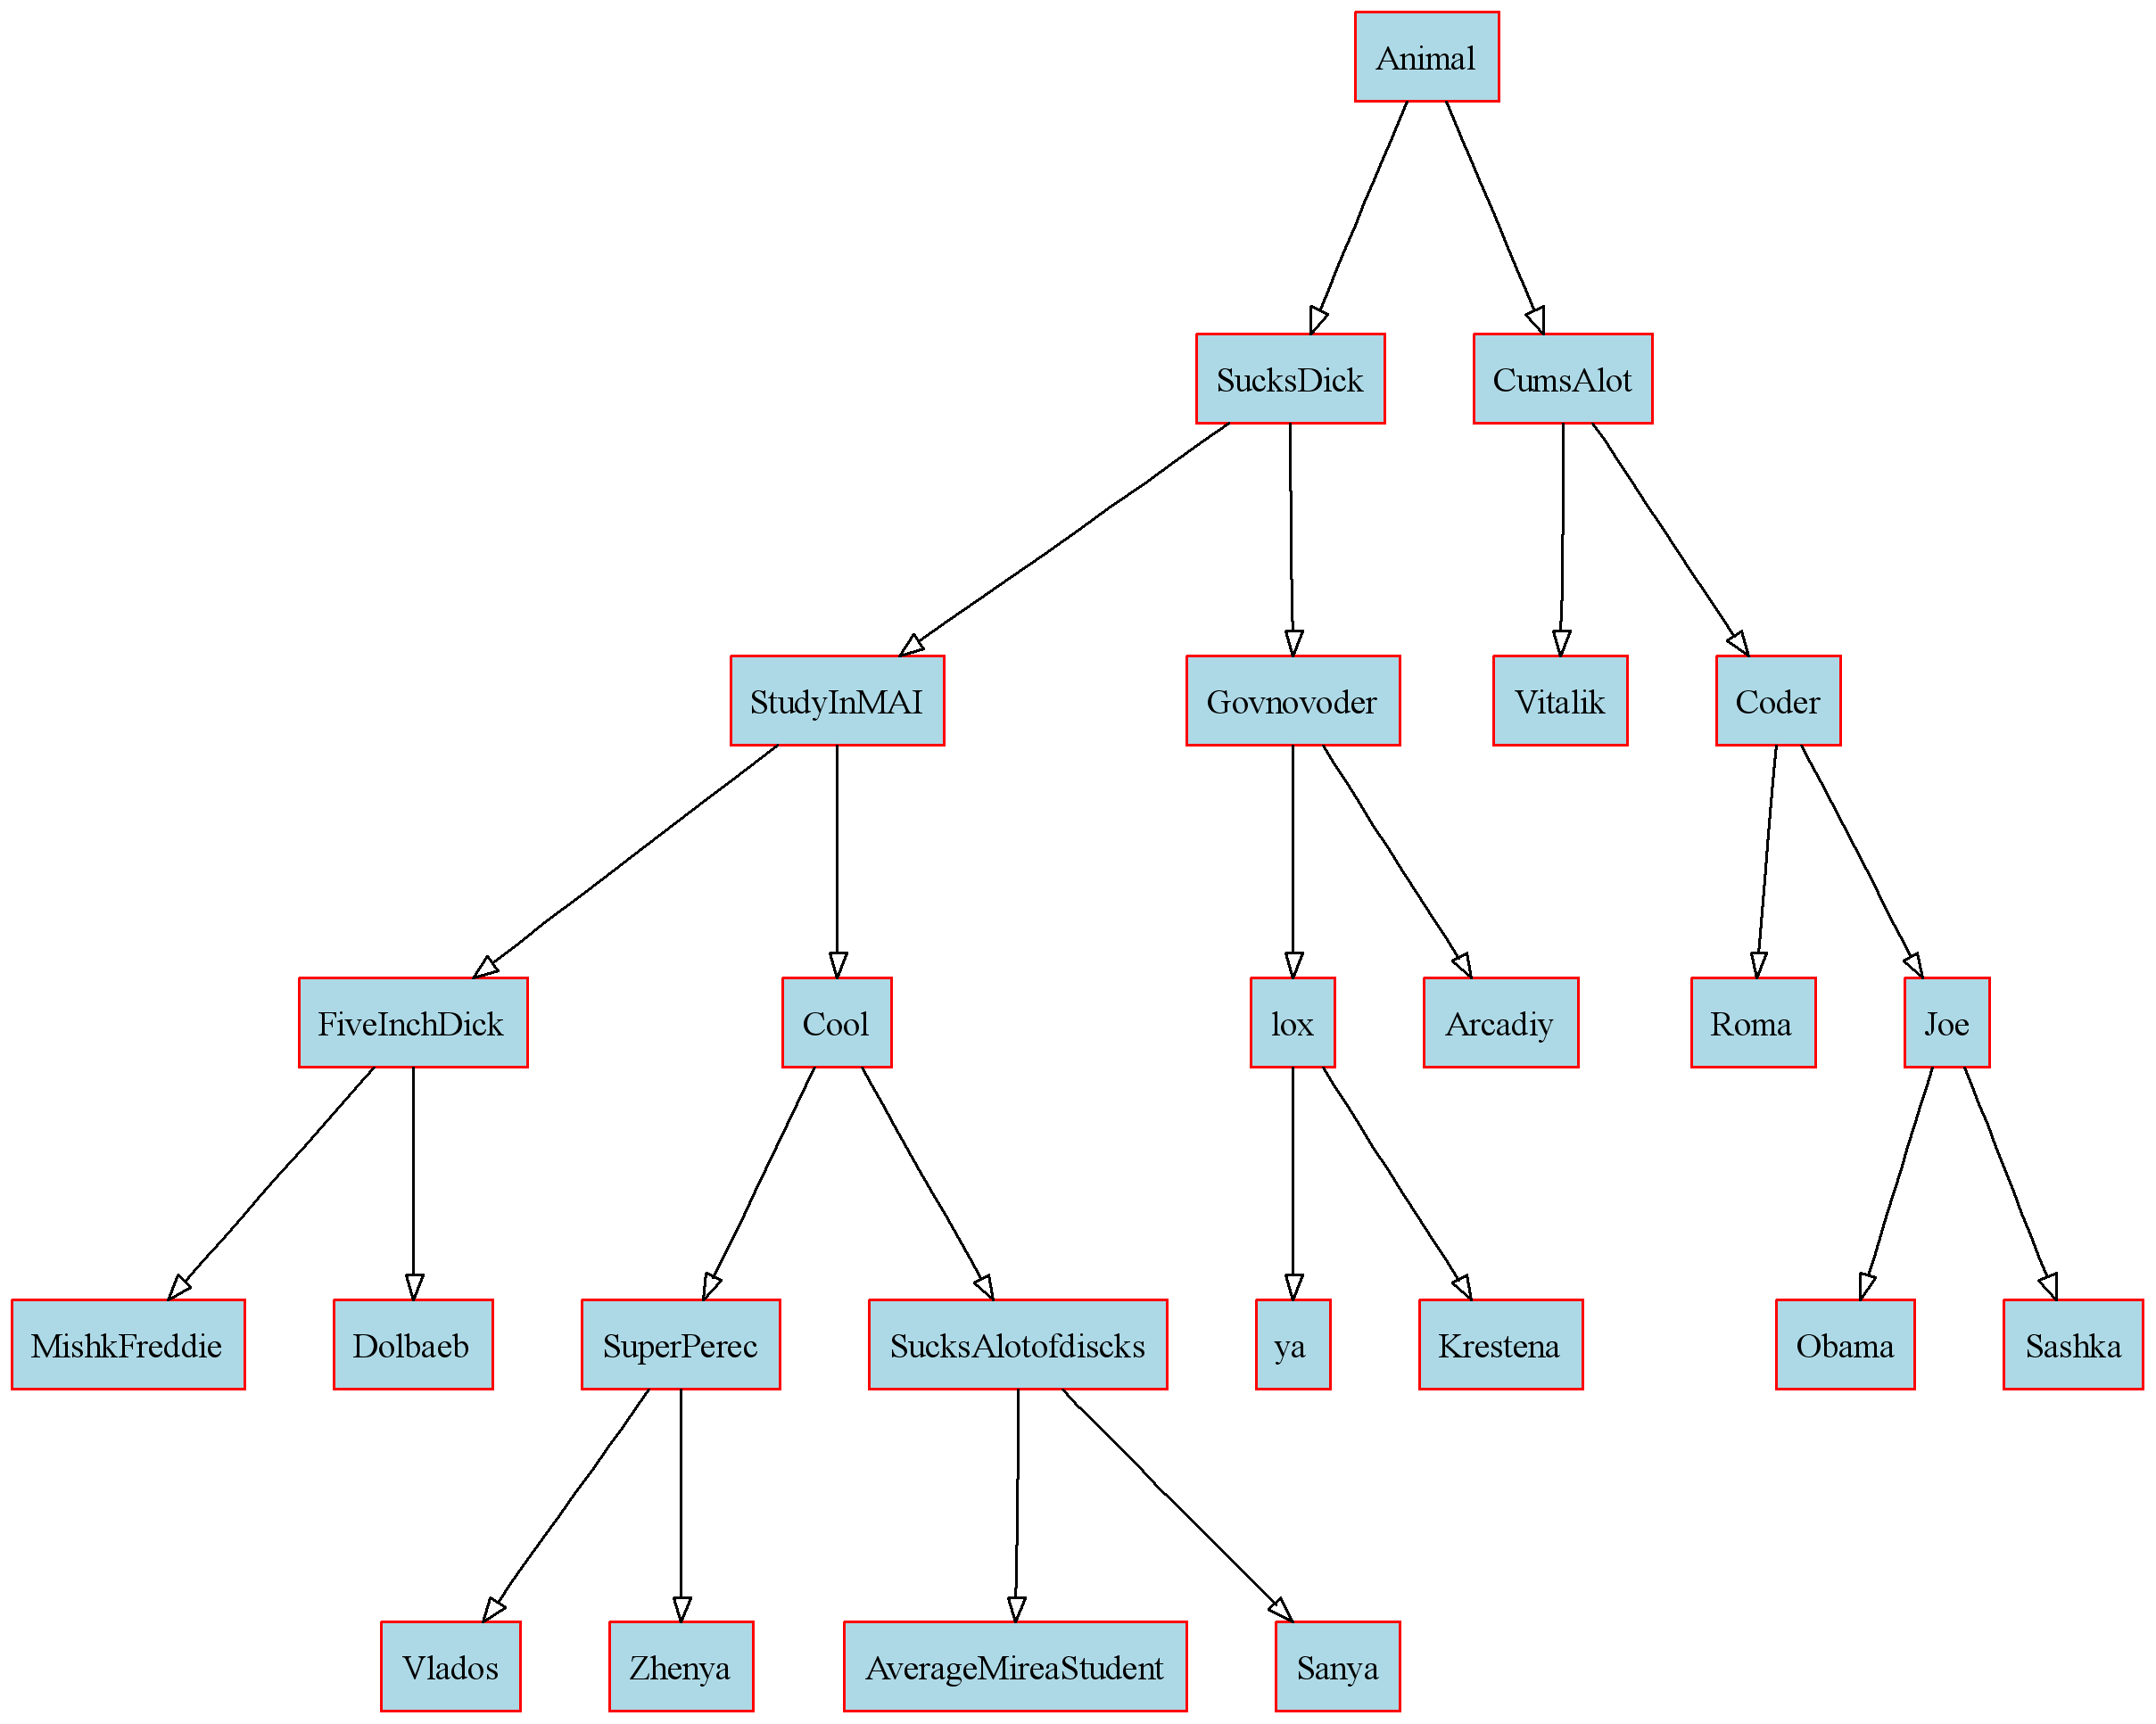 Animal
SucksDick
CumsAlot
StudyInMAI
Govnovoder
Vitalik
Coder
FiveInchDick
Cool
lox
Arcadiy
Roma
Joe
MishkFreddie
Dolbaeb
SuperPerec
SucksAlotofdiscks
ya
Krestena
Obama
Sashka
Vlados
Zhenya
AverageMireaStudent
Sanya